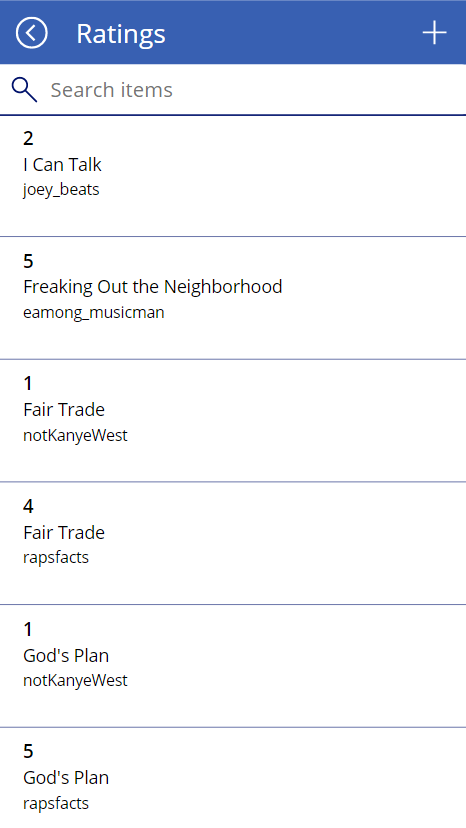 Ratings
Search items
2
I Can Talk
joey_beats
5
Freaking Out the Neighborhood
eamong_musicman
1
Fair Trade
notKanyeWest
4
Fair Trade
rapsfacts
1
God's Plan
notKanyeWest
5
God's Plan
rapsfacts